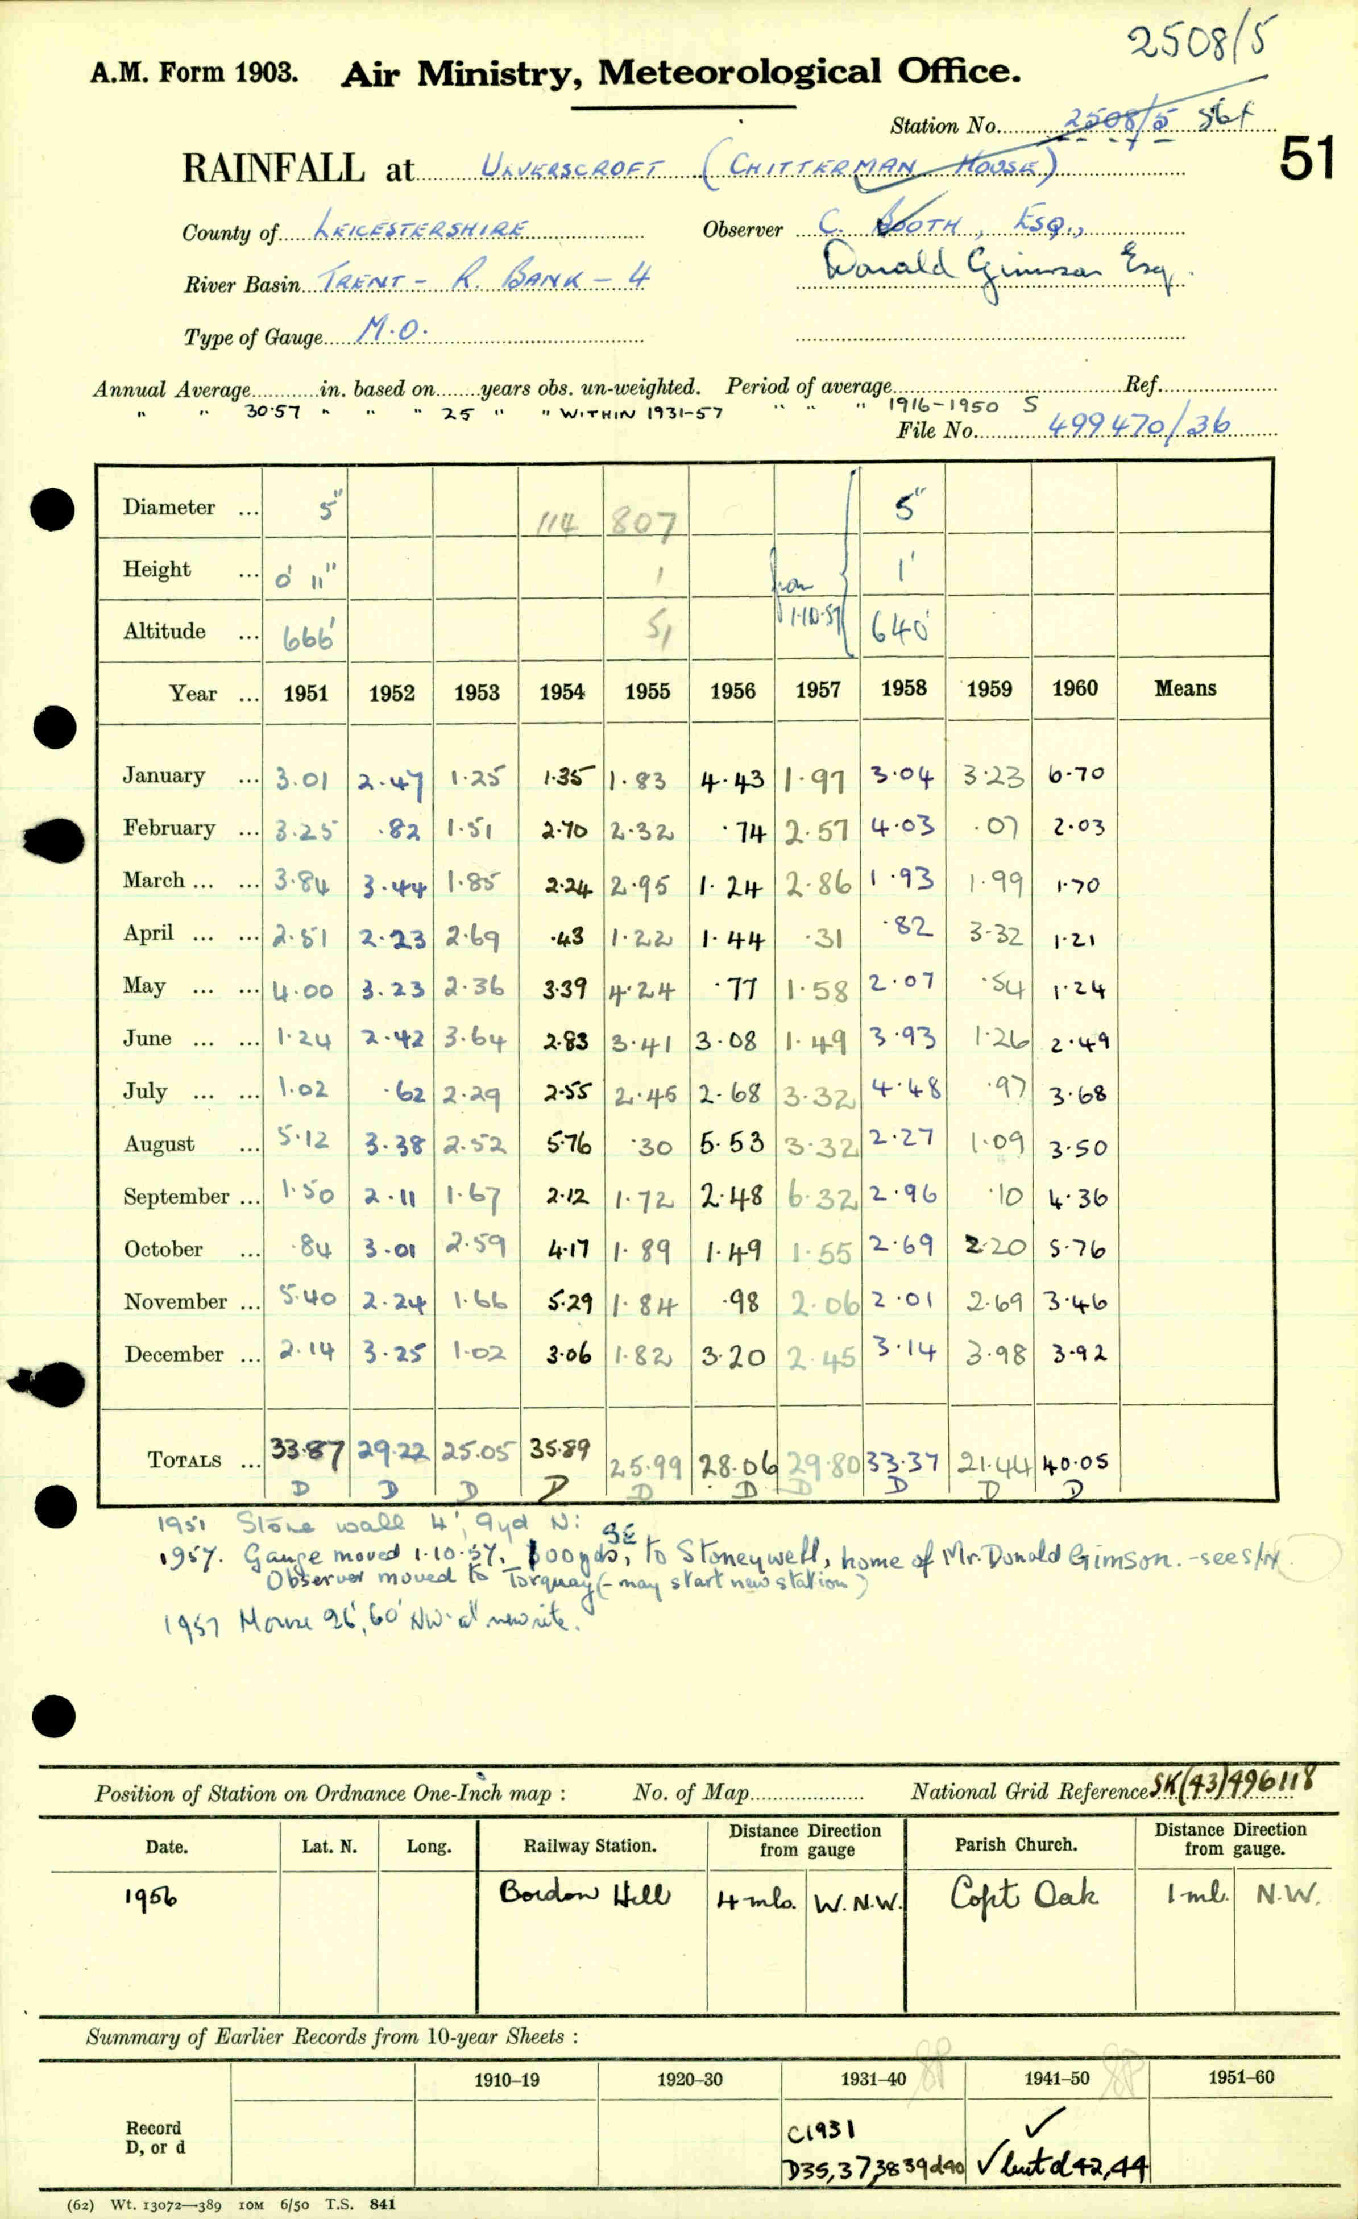 2508/5
A.M. Form 1903. Air Ministry, Meteorological Office.
Station No. 2508/5
51
RAINFALL at ULVERSCROFT (CHITTERMAN HOUSE)
County of LEICESTERSHIRE Observer C. BOOTH, ESQ.,
Donald Gimson Esq.
River Basin TRENT - R. BANK - 4
Type of Gauge M.O.
Annual Average in. based on years obs. un-weighted. Period of average Ref.
" " 30.57 " " " 25 " " WITHIN 1931-57 " " " 1916-1950 S
File No. 499470/36
Diameter ... 5" 114 807 5"
Height ... 0' 11" 1 from 1'
Altitude ... 666' 51 1.10.57 640'
Year ... 1951 1952 1953 1954 1955 1956 1957 1958 1959 1960 Means
January ... 3.01 2.47 1.25 1.35 1.83 4.43 1.97 3.04 3.23 6.70
February ... 3.25 .82 1.51 2.70 2.32 .74 2.57 4.03 .07 2.03
March ... ... 3.84 3.44 1.85 2.24 2.95 1.24 2.86 1.93 1.99 1.70
April ... ... 2.51 2.23 2.69 .43 1.22 1.44 .31 .82 3.32 1.21
May ... ... 4.00 3.23 2.36 3.39 4.24 .77 1.58 2.07 .54 1.24
June ... ... 1.24 2.42 3.64 2.83 3.41 3.08 1.49 3.93 1.26 2.49
July ... ... 1.02 .62 2.29 2.55 2.45 2.68 3.32 4.48 .97 3.68
August ... 5.12 3.38 2.52 5.76 .30 5.53 3.32 2.27 1.09 3.50
September ... 1.50 2.11 1.67 2.12 1.72 2.48 6.32 2.96 .10 4.36
October ... .84 3.01 2.59 4.17 1.89 1.49 1.55 2.69 2.20 5.76
November ... 5.40 2.24 1.66 5.29 1.84 .98 2.06 2.01 2.69 3.46
December ... 2.14 3.25 1.02 3.06 1.82 3.20 2.45 3.14 3.98 3.92
TOTALS ... 33.87 29.22 25.05 35.89 25.99 28.06 29.80 33.37 21.44 40.05
D D D D D D D D D D
1951 Stone wall 4', 9yd N:
1957. Gauge moved 1.10.57, 600yds, SE to Stoneywell, home of Mr. Donald Gimson. - see
Observer moved to Torquay (- may start new station)
1957 House 26', 60' NW. at new site.
Position of Station on Ordnance One-Inch map : No. of Map National Grid Reference SK(43)496118
Date. Lat. N. Long. Railway Station. Distance from Direction gauge Parish Church. Distance from Direction gauge.
1956 Bardon Hill 4 mls. W.N.W. Copt Oak 1 ml. N.W.
Summary of Earlier Records from 10-year Sheets :
1910–19 1920–30 1931–40 1941–50 1951–60
Record C1931 ✓
D, or d D35,37,38 39d40 ✓ but d 42,44
(62) Wt. 13072—389 10M 6/50 T.S. 841